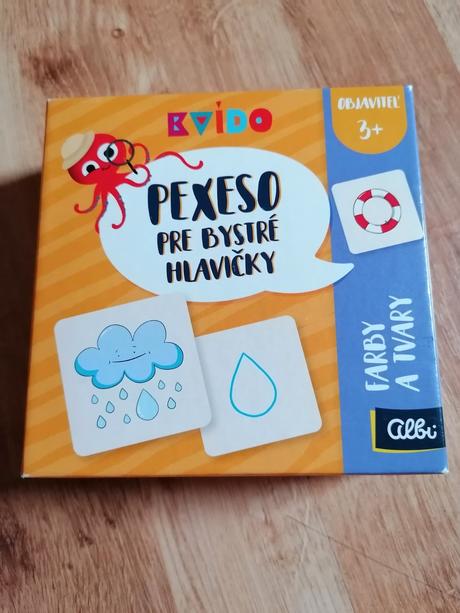 KVÍDO
OBJAVITEĽ
3+
PEXESO
PRE BYSTRÉ
HLAVIČKY
FARBY
A TVARY
albi